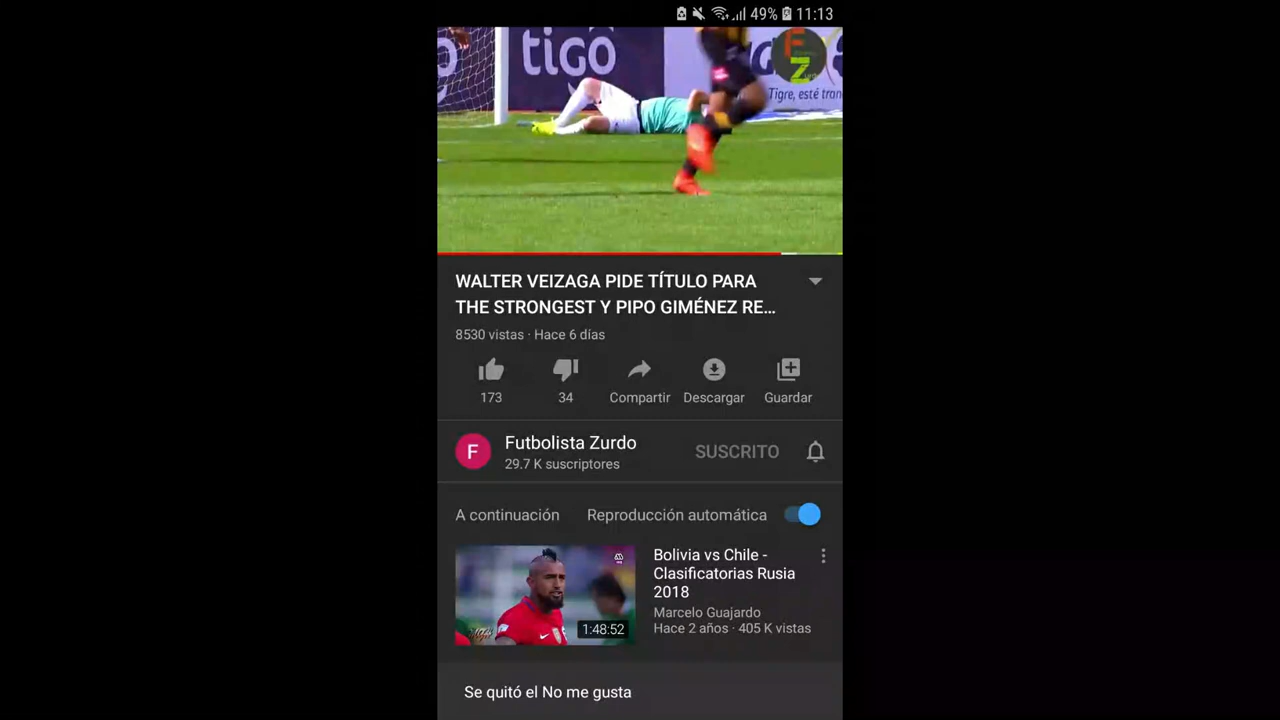 49% 11:13
tigo
Tigre, esté tran
WALTER VEIZAGA PIDE TÍTULO PARA
THE STRONGEST Y PIPO GIMÉNEZ RE...
8530 vistas · Hace 6 días
173
34
Compartir
Descargar
Guardar
F
Futbolista Zurdo
29.7 K suscriptores
SUSCRITO
A continuación
Reproducción automática
Bolivia vs Chile -
Clasificatorias Rusia
2018
Marcelo Guajardo
Hace 2 años · 405 K vistas
1:48:52
Se quitó el No me gusta